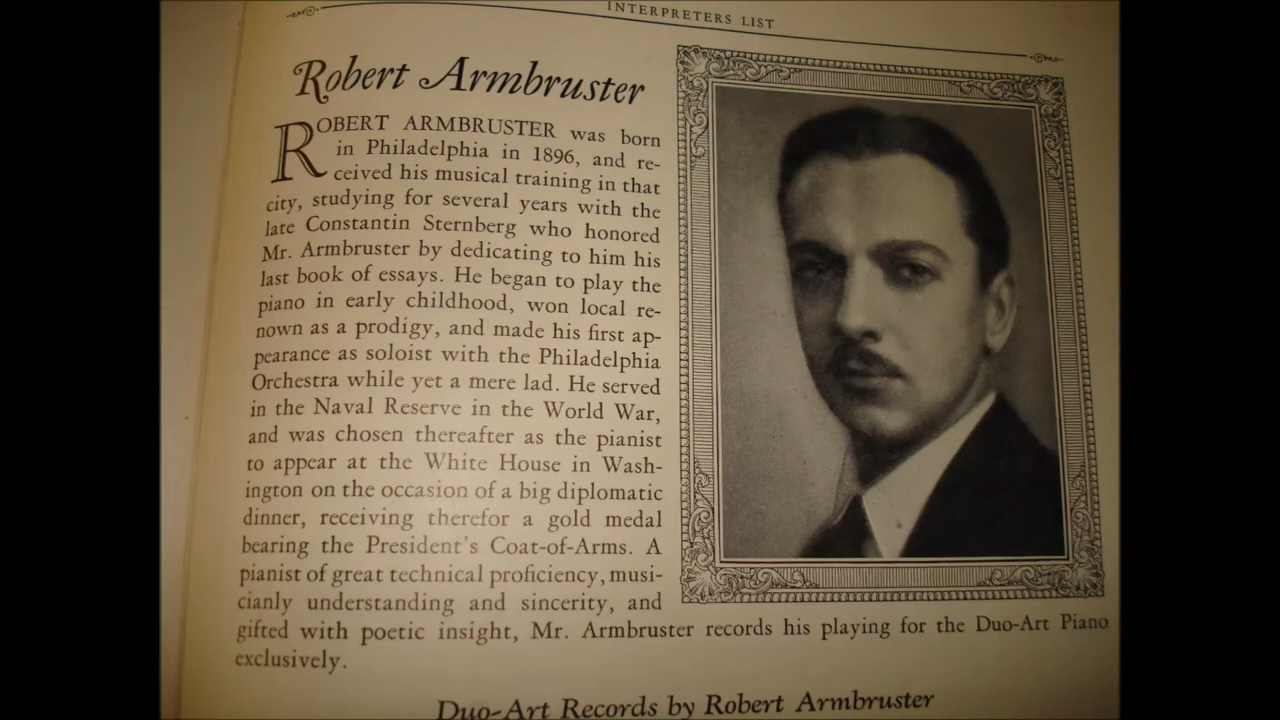 INTERPRETERS LIST
Robert Armbruster
ROBERT ARMBRUSTER was born
in Philadelphia in 1896, and re-
ceived his musical training in that
city, studying for several years with the
late Constantin Sternberg who honored
Mr. Armbruster by dedicating to him his
last book of essays. He began to play the
piano in early childhood, won local re-
nown as a prodigy, and made his first ap-
pearance as soloist with the Philadelphia
Orchestra while yet a mere lad. He served
in the Naval Reserve in the World War,
and was chosen thereafter as the pianist
to appear at the White House in Wash-
ington on the occasion of a big diplomatic
dinner, receiving therefor a gold medal
bearing the President's Coat-of-Arms. A
pianist of great technical proficiency, musi-
cianly understanding and sincerity, and
gifted with poetic insight, Mr. Armbruster records his playing for the Duo-Art Piano
exclusively.
Duo-Art Records by Robert Armbruster